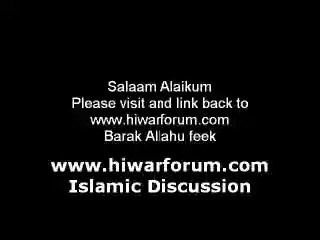 Salaam Alaikum
Please visit and link back to
www.hiwarforum.com
Barak Allahu feek
www.hiwarforum.com
Islamic Discussion